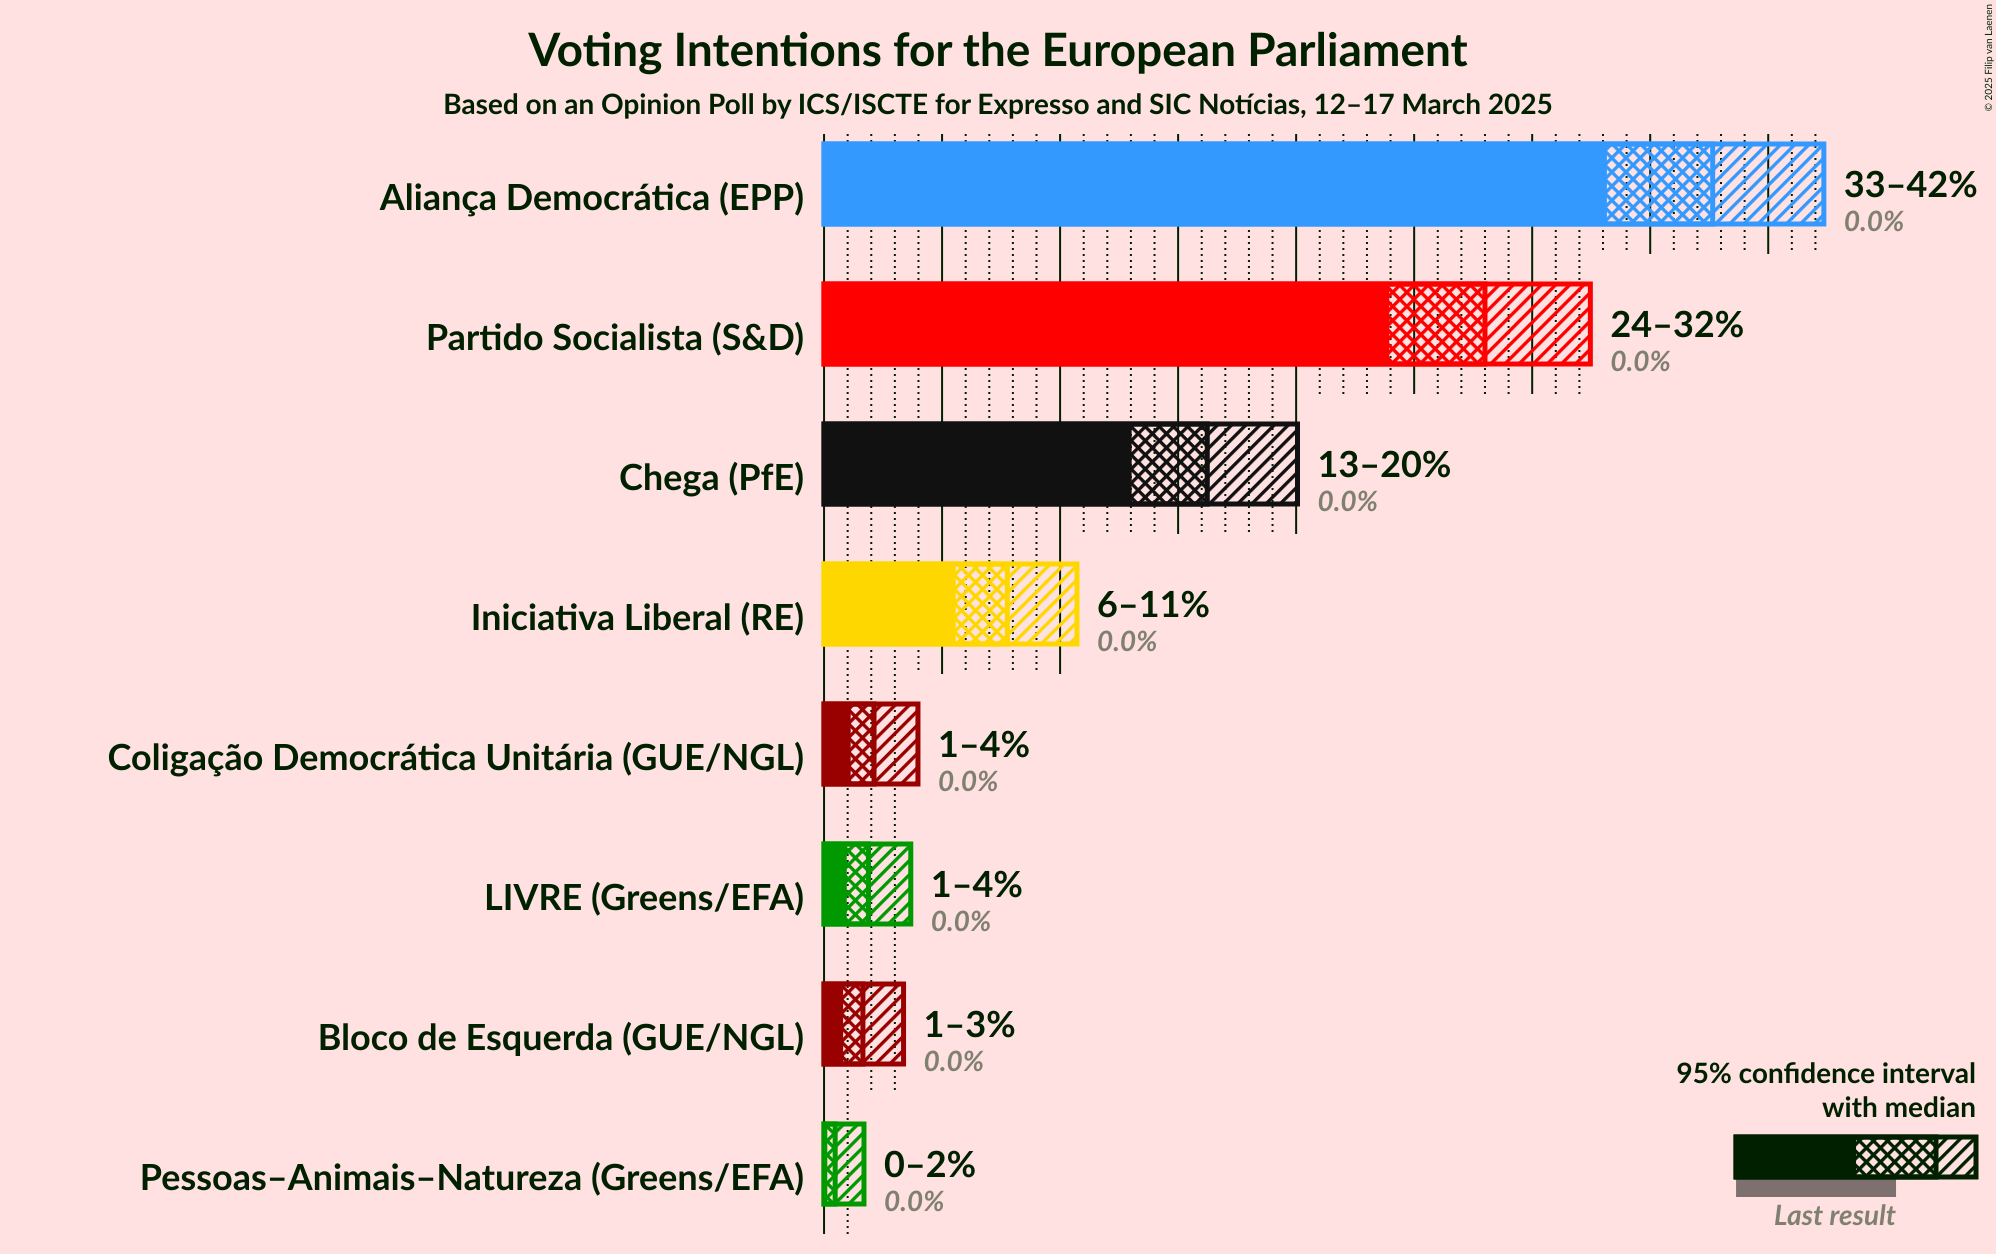 Voting Intentions for the European Parliament
Based on an Opinion Poll by ICS/ISCTE for Expresso and SIC Notícias, 12–17 March 2025
© 2025 Filip van Laenen
Aliança Democrática (EPP)
33–42%
0.0%
Partido Socialista (S&D)
24–32%
0.0%
Chega (PfE)
13–20%
0.0%
Iniciativa Liberal (RE)
6–11%
0.0%
Coligação Democrática Unitária (GUE/NGL)
1–4%
0.0%
LIVRE (Greens/EFA)
1–4%
0.0%
Bloco de Esquerda (GUE/NGL)
1–3%
0.0%
Pessoas–Animais–Natureza (Greens/EFA)
0–2%
0.0%
95% confidence interval
with median
Last result